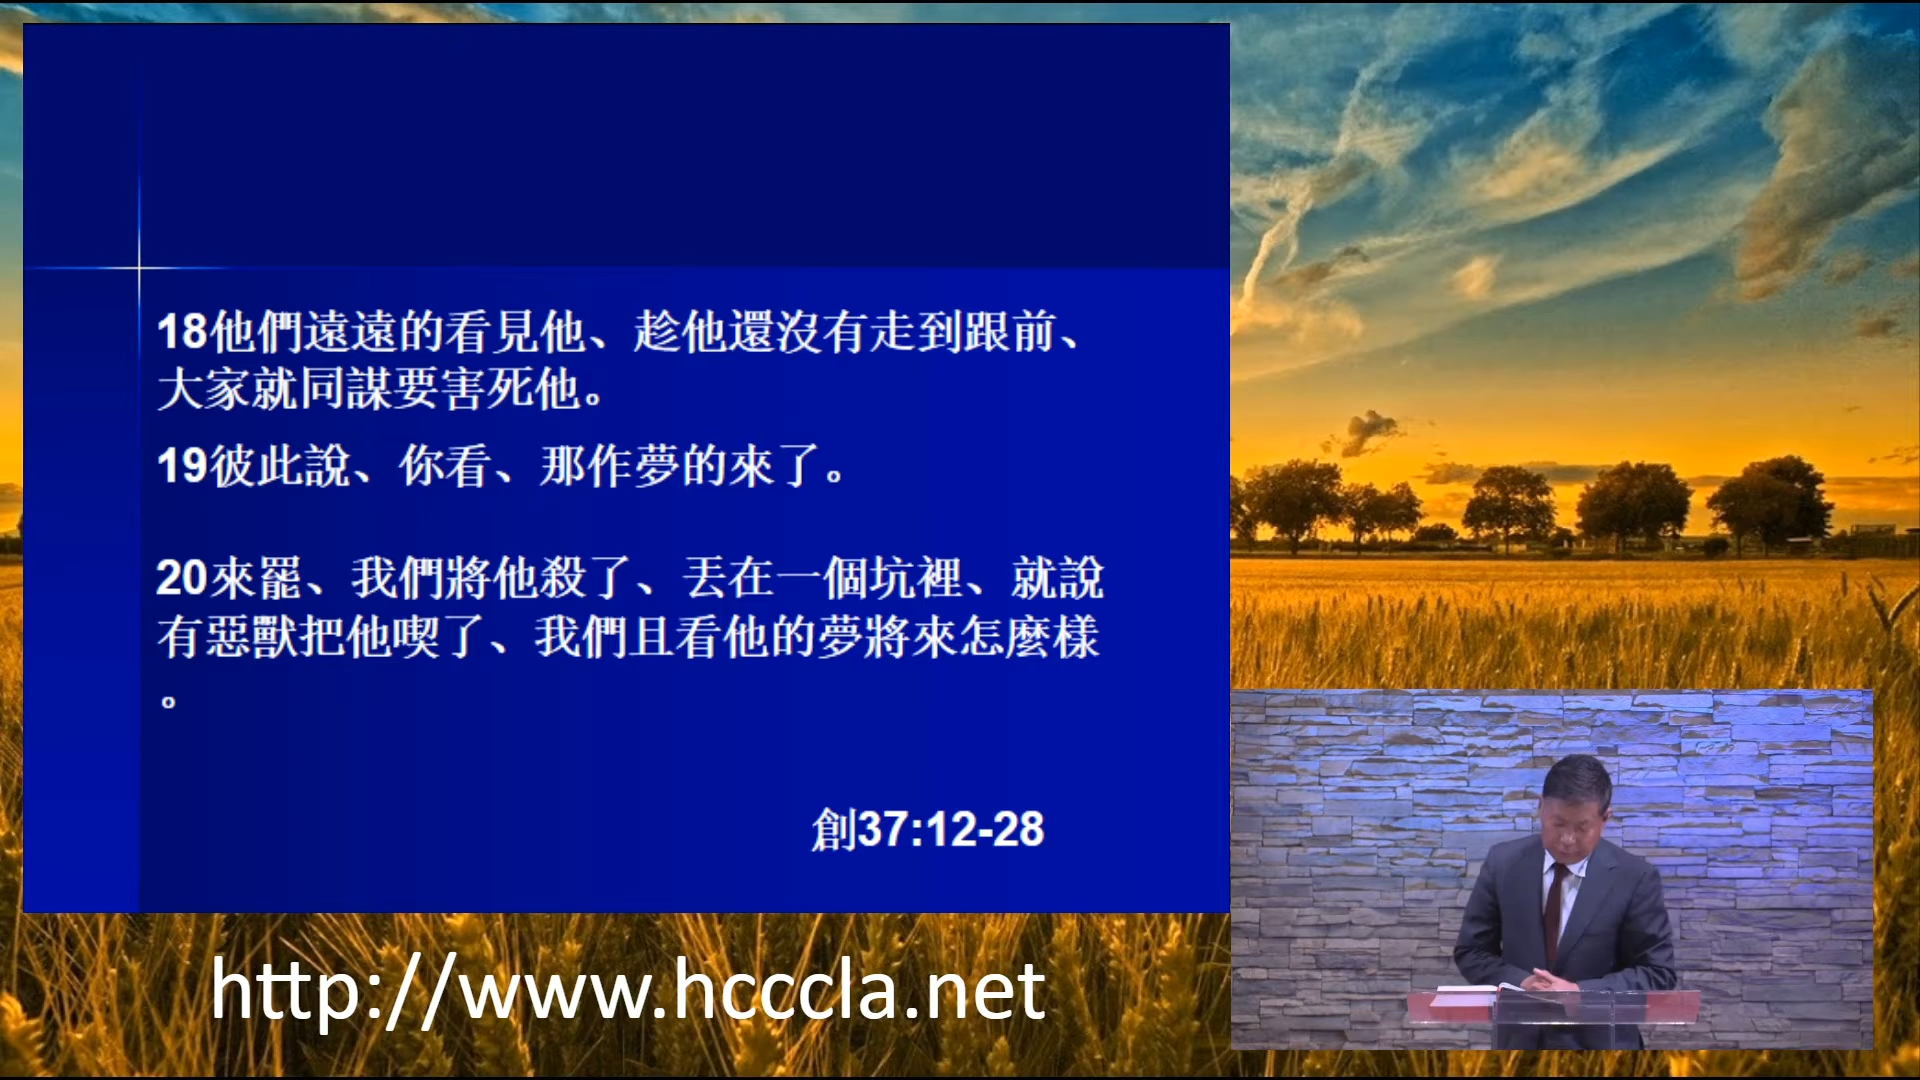 18他們遠遠的看見他、趁他還沒有走到跟前、
大家就同謀要害死他。
19彼此說、你看、那作夢的來了。
20來罷、我們將他殺了、丟在一個坑裡、就說
有惡獸把他喫了、我們且看他的夢將來怎麼樣
。
創37:12-28
http://www.hcccla.net